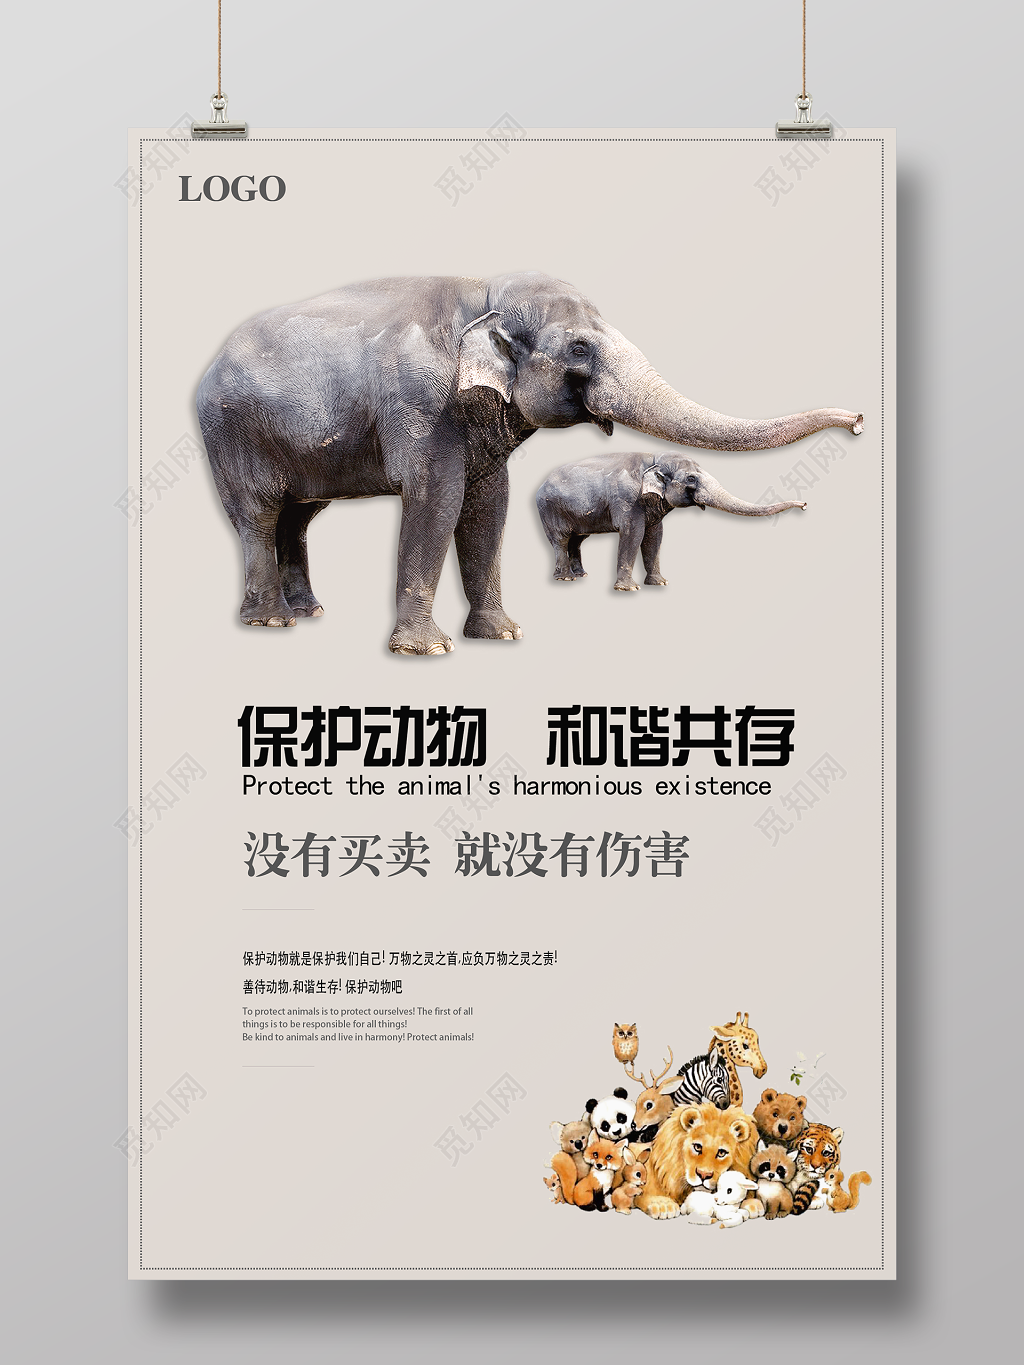 LOGO
保护动物 和谐共存
Protect the animal's harmonious existence
没有买卖 就没有伤害
保护动物就是保护我们自己! 万物之灵之首,应负万物之灵之责!
善待动物,和谐生存! 保护动物吧
To protect animals is to protect ourselves! The first of all
things is to be responsible for all things!
Be kind to animals and live in harmony! Protect animals!
觅知网